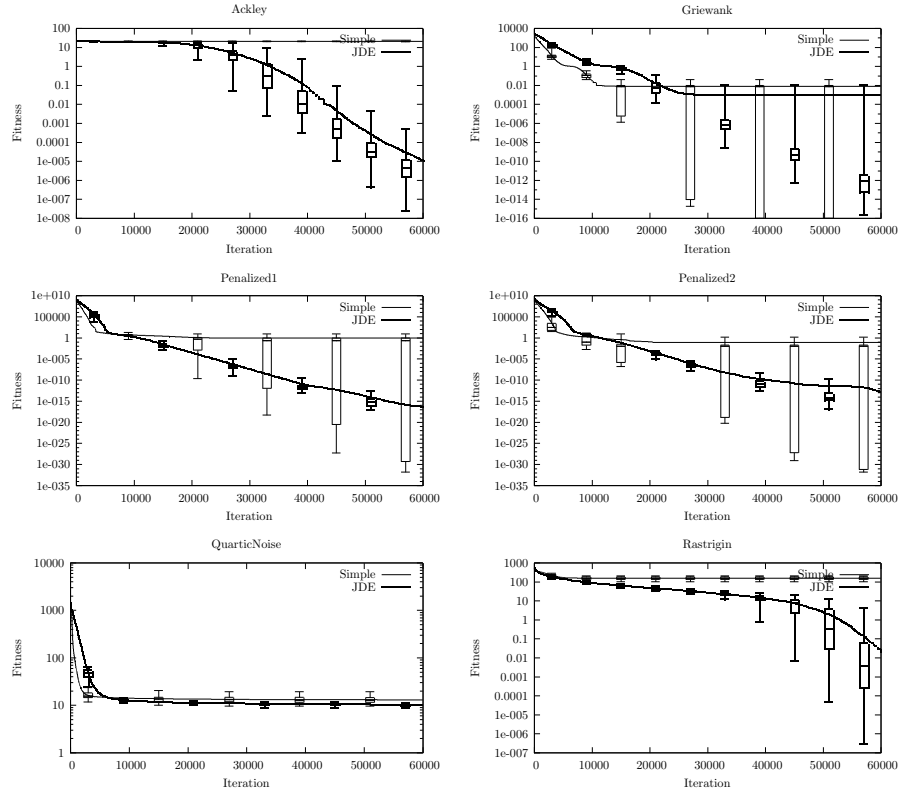 Ackley
Fitness
100
10
1
0.1
0.01
0.001
0.0001
1e-005
1e-006
1e-007
1e-008
0 10000 20000 30000 40000 50000 60000
Iteration
Simple
JDE
Griewank
Fitness
10000
100
1
0.01
0.0001
1e-006
1e-008
1e-010
1e-012
1e-014
1e-016
0 10000 20000 30000 40000 50000 60000
Iteration
Simple
JDE
Penalized1
Fitness
1e+010
100000
1
1e-005
1e-010
1e-015
1e-020
1e-025
1e-030
1e-035
0 10000 20000 30000 40000 50000 60000
Iteration
Simple
JDE
Penalized2
Fitness
1e+010
100000
1
1e-005
1e-010
1e-015
1e-020
1e-025
1e-030
1e-035
0 10000 20000 30000 40000 50000 60000
Iteration
Simple
JDE
QuarticNoise
Fitness
10000
1000
100
10
1
0 10000 20000 30000 40000 50000 60000
Iteration
Simple
JDE
Rastrigin
Fitness
1000
100
10
1
0.1
0.01
0.001
0.0001
1e-005
1e-006
1e-007
0 10000 20000 30000 40000 50000 60000
Iteration
Simple
JDE